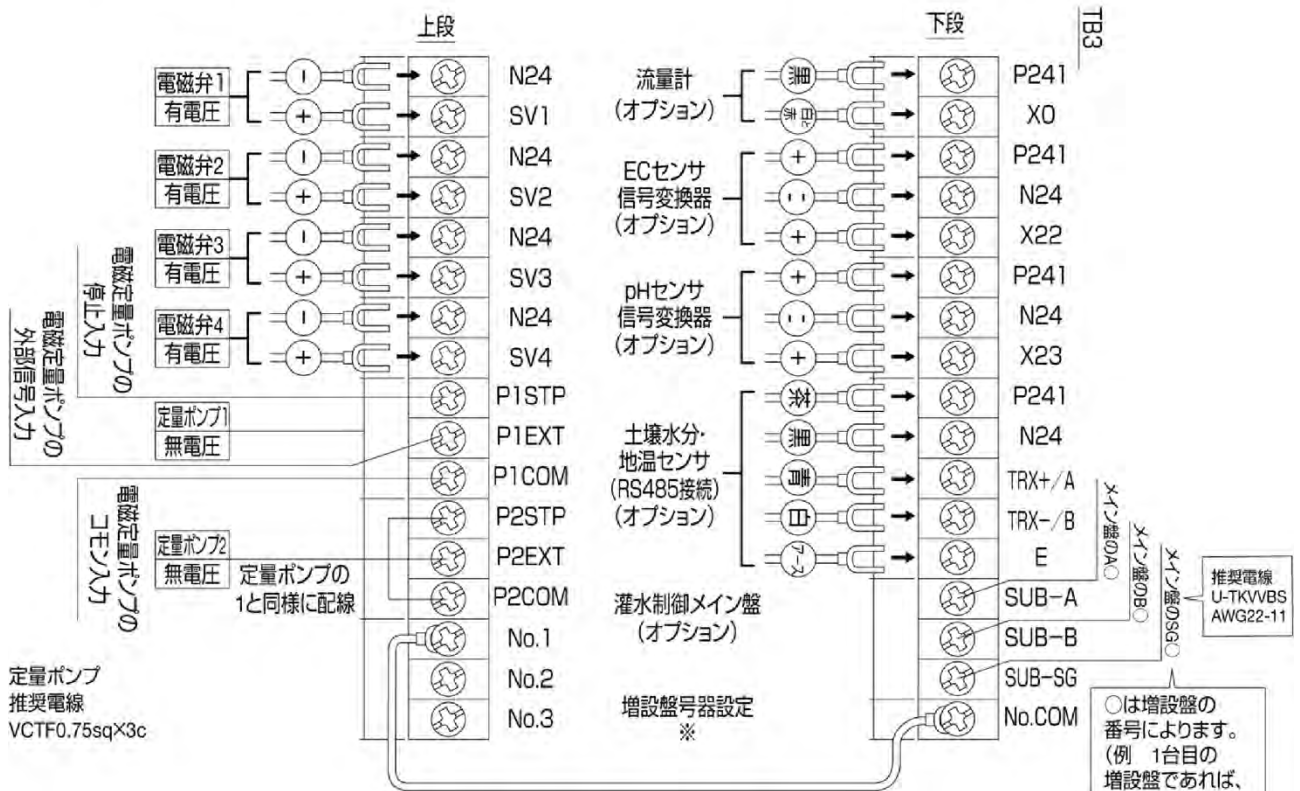 上段
電磁弁1
有電圧
電磁弁2
有電圧
電磁弁3
有電圧
電磁弁4
有電圧
−
+
−
+
−
+
−
+
N24
SV1
N24
SV2
N24
SV3
N24
SV4
P1STP
P1EXT
P1COM
P2STP
P2EXT
P2COM
No.1
No.2
No.3
電磁定量ポンプの
停止入力
電磁定量ポンプの
外部信号入力
電磁定量ポンプの
コモン入力
定量ポンプ1
無電圧
定量ポンプ2
無電圧
定量ポンプの
1と同様に配線
定量ポンプ
推奨電線
VCTF0.75sq×3c
下段
TB3
流量計
(オプション)
黒
白と
赤
ECセンサ
信号変換器
(オプション)
+
−
+
pHセンサ
信号変換器
(オプション)
+
−
+
土壌水分・
地温センサ
(RS485接続)
(オプション)
茶
黒
青
白
アース
灌水制御メイン盤
(オプション)
増設盤号器設定
※
P241
X0
P241
N24
X22
P241
N24
X23
P241
N24
TRX+/A
TRX-/B
E
SUB-A
SUB-B
SUB-SG
No.COM
メイン盤のA○
メイン盤のB○
メイン盤のSG○
推奨電線
U-TKVVBS
AWG22-11
○は増設盤の
番号によります。
(例 1台目の
増設盤であれば、